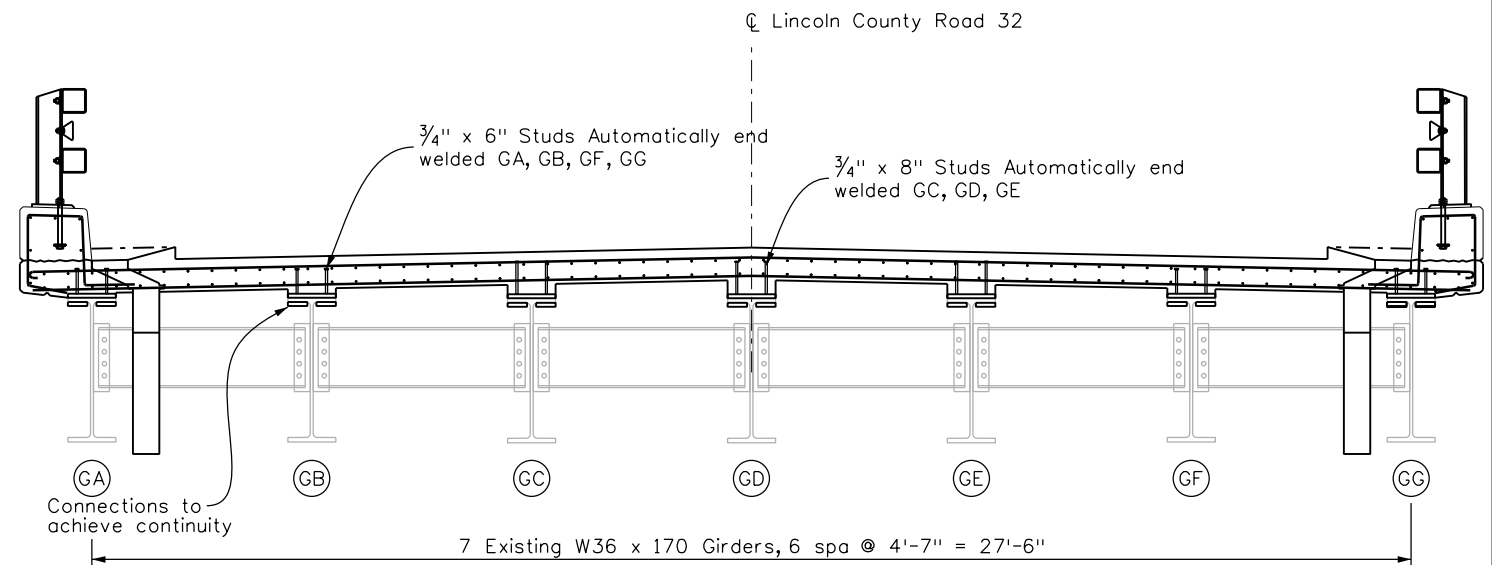 ℄ Lincoln County Road 32
¾" x 6" Studs Automatically end
welded GA, GB, GF, GG
¾" x 8" Studs Automatically end
welded GC, GD, GE
GA
GB
GC
GD
GE
GF
GG
Connections to
achieve continuity
7 Existing W36 x 170 Girders, 6 spa @ 4'-7" = 27'-6"